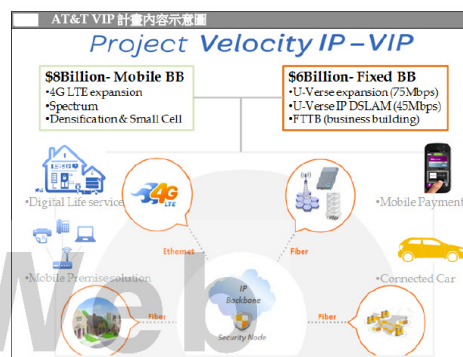 AT&T VIP 計畫內容示意圖
Project Velocity IP – VIP
$8Billion- Mobile BB
•4G LTE expansion
•Spectrum
•Densification & Small Cell
$6Billion- Fixed BB
•U-Verse expansion (75Mbps)
•U-Verse IP DSLAM (45Mbps)
•FTTB (business building)
•Digital Life service
4G
LTE
•Mobile Payment
Ethernet
Fiber
•Mobile Premise solution
•Connected Car
IP
Backbone
Fiber
Fiber
Security Node
Web